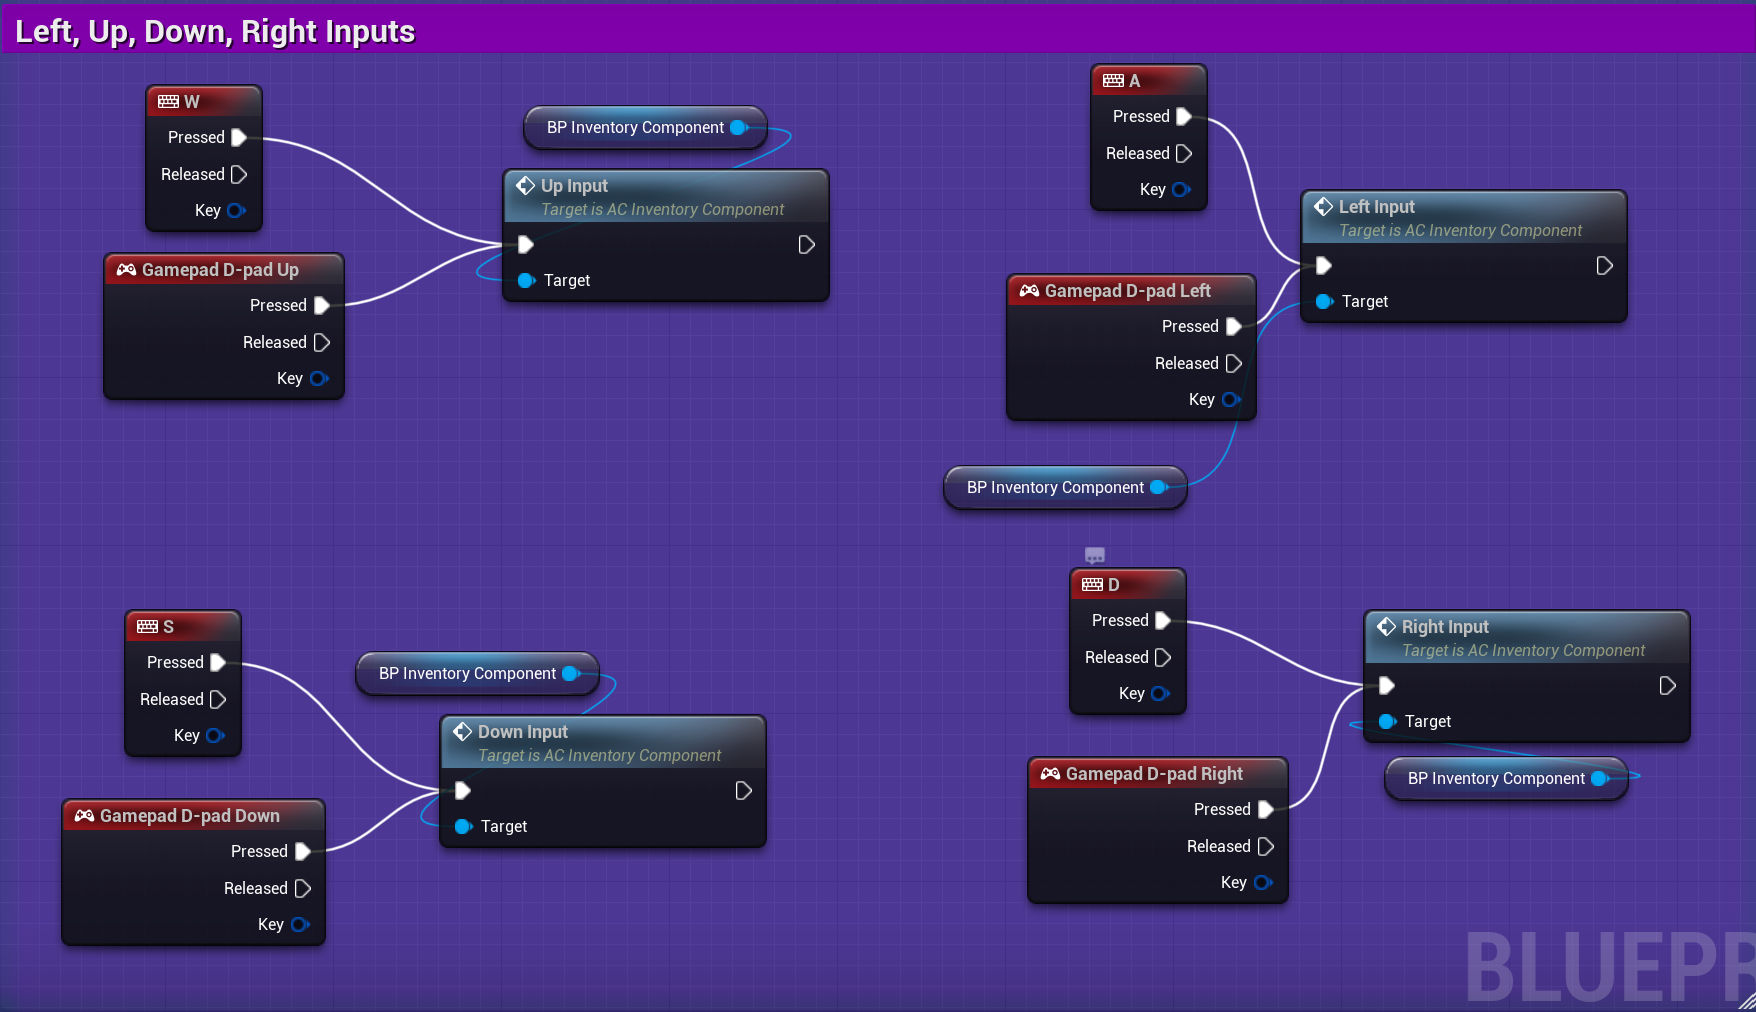 Left, Up, Down, Right Inputs
W
Pressed
Released
Key
BP Inventory Component
Up Input
Target is AC Inventory Component
Target
Gamepad D-pad Up
Pressed
Released
Key
A
Pressed
Released
Key
Left Input
Target is AC Inventory Component
Target
Gamepad D-pad Left
Pressed
Released
Key
BP Inventory Component
S
Pressed
Released
Key
BP Inventory Component
Down Input
Target is AC Inventory Component
Target
Gamepad D-pad Down
Pressed
Released
Key
D
Pressed
Released
Key
Right Input
Target is AC Inventory Component
Target
BP Inventory Component
Gamepad D-pad Right
Pressed
Released
Key
BLUEPR